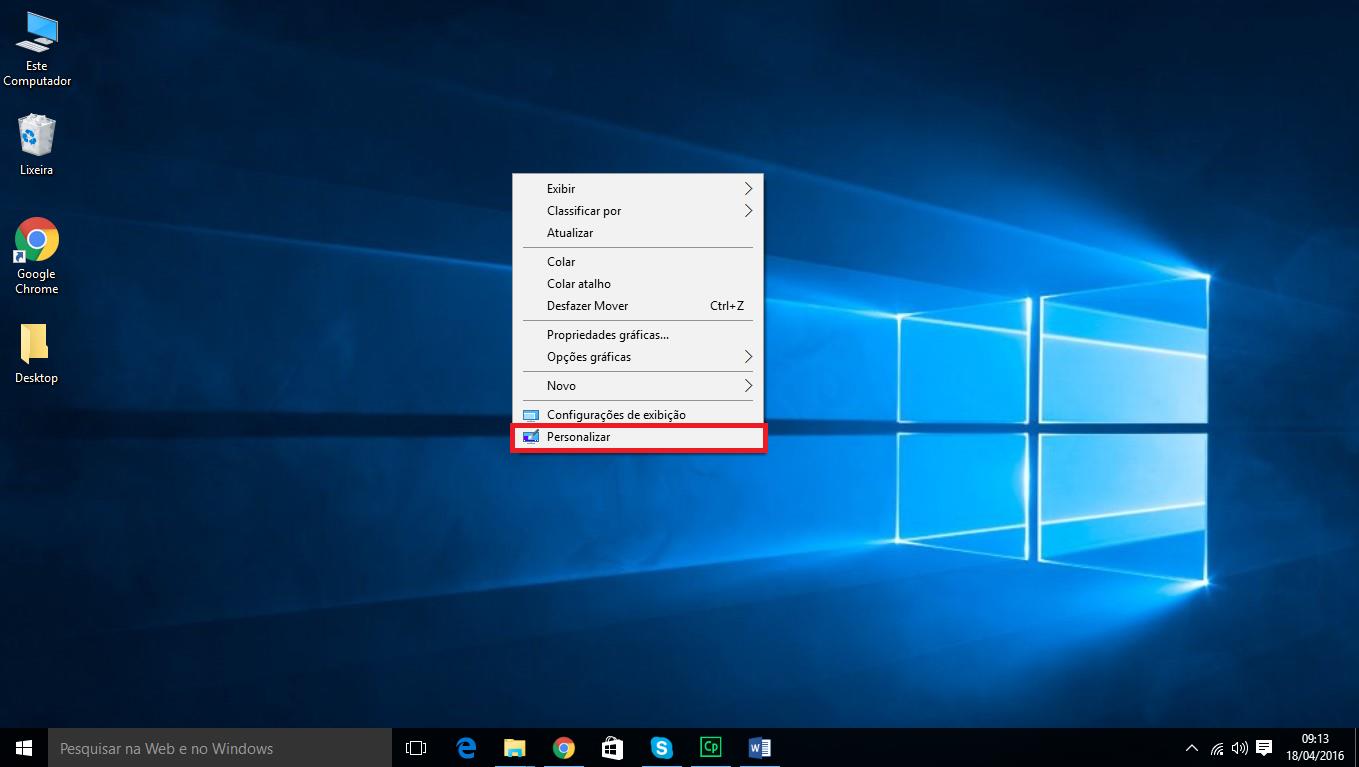 Este
Computador
Lixeira
Google
Chrome
Desktop
Exibir
Classificar por
Atualizar
Colar
Colar atalho
Desfazer Mover Ctrl+Z
Propriedades gráficas...
Opções gráficas
Novo
Configurações de exibição
Personalizar
Pesquisar na Web e no Windows
Cp
09:13
18/04/2016